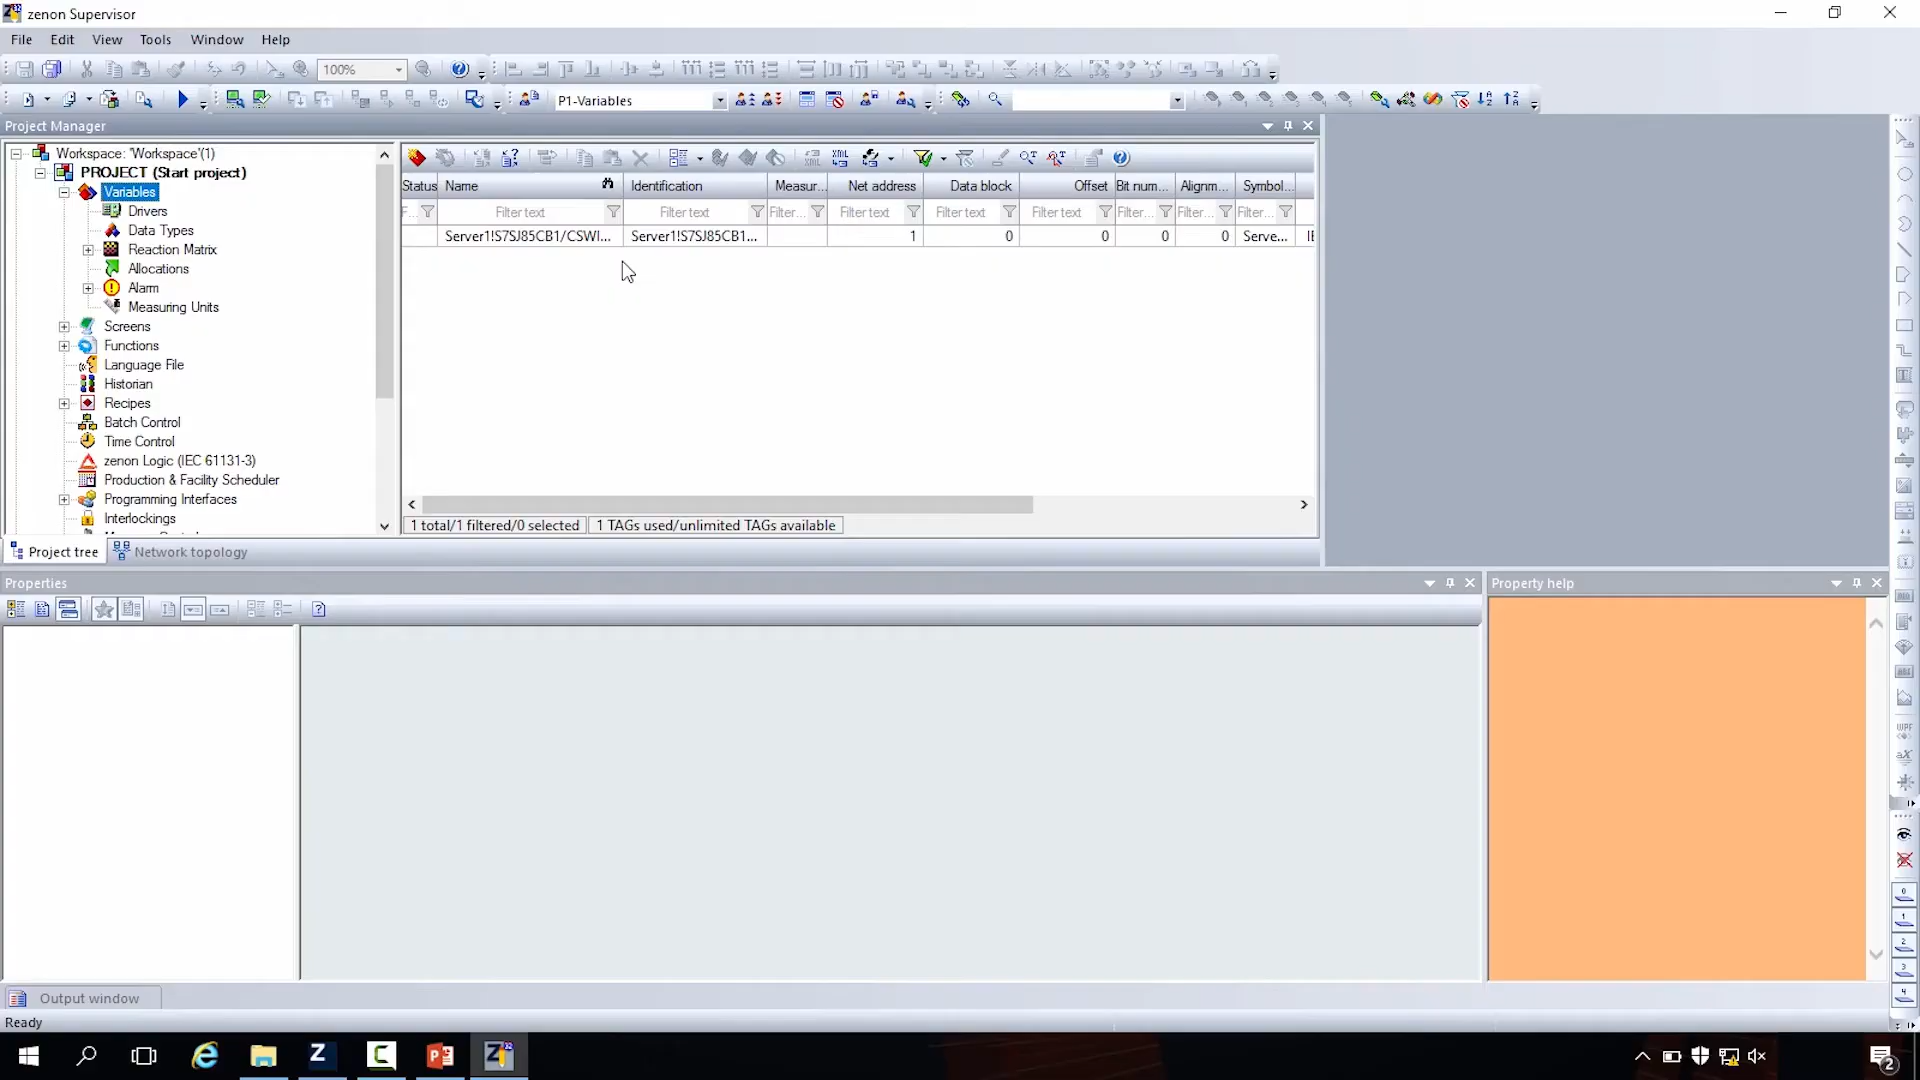 zenon Supervisor
File Edit View Tools Window Help
100%
P1-Variables
Project Manager
Workspace: 'Workspace'(1)
PROJECT (Start project)
Variables
Drivers
Data Types
Reaction Matrix
Allocations
Alarm
Measuring Units
Screens
Functions
Language File
Historian
Recipes
Batch Control
Time Control
zenon Logic (IEC 61131-3)
Production & Facility Scheduler
Programming Interfaces
Interlockings
Status Name Identification Measur... Net address Data block Offset Bit num... Alignm... Symbol...
F... Filter text Filter text Filter... Filter text Filter text Filter text Filter... Filter... Filter...
Server1!S7SJ85CB1/CSWI... Server1!S7SJ85CB1... 1 0 0 0 0 Serve...
1 total/1 filtered/0 selected 1 TAGs used/unlimited TAGs available
Project tree Network topology
Properties
Property help
Output window
Ready
2